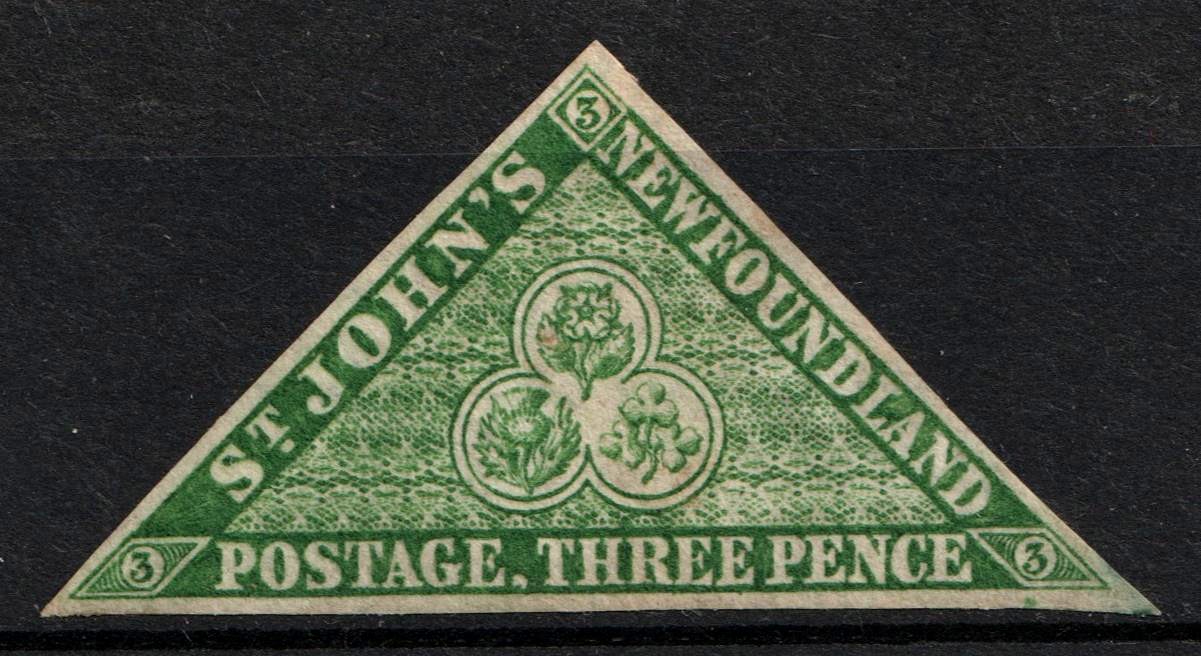 3
ST. JOHN'S
NEWFOUNDLAND
3
POSTAGE, THREE PENCE
3